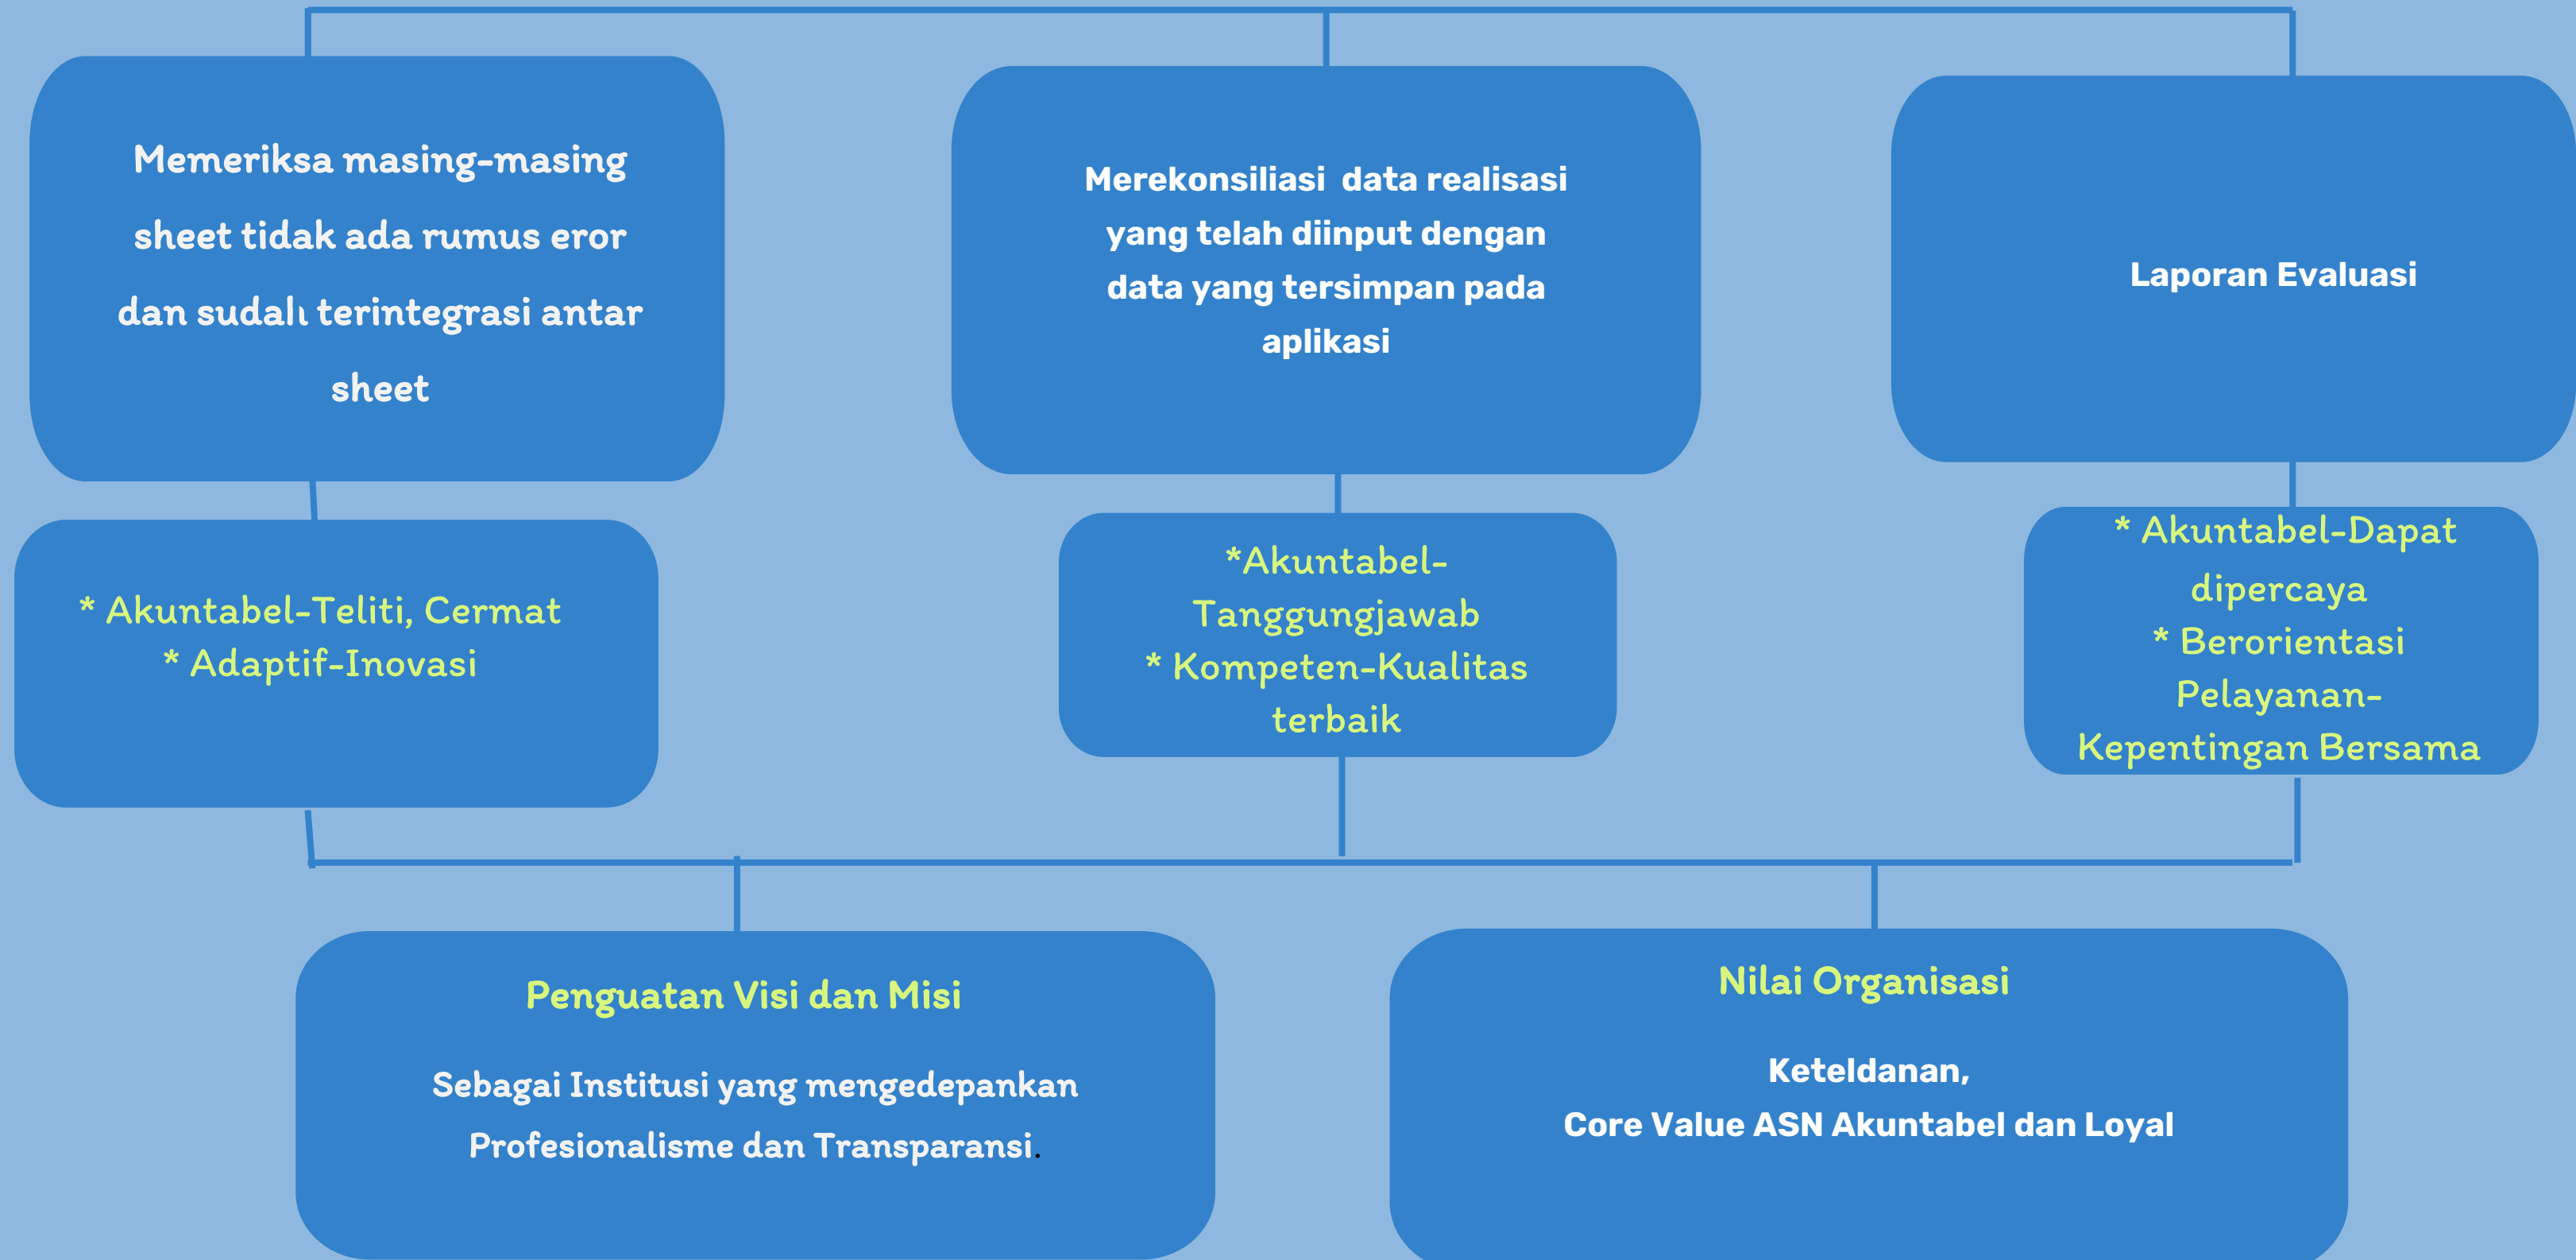 Memeriksa masing-masing
sheet tidak ada rumus eror
dan sudah terintegrasi antar
sheet
Merekonsiliasi data realisasi
yang telah diinput dengan
data yang tersimpan pada
aplikasi
Laporan Evaluasi
* Akuntabel-Teliti, Cermat
* Adaptif-Inovasi
*Akuntabel-
Tanggungjawab
* Kompeten-Kualitas
terbaik
* Akuntabel-Dapat
dipercaya
* Berorientasi
Pelayanan-
Kepentingan Bersama
Penguatan Visi dan Misi
Sebagai Institusi yang mengedepankan
Profesionalisme dan Transparansi.
Nilai Organisasi
Keteldanan,
Core Value ASN Akuntabel dan Loyal